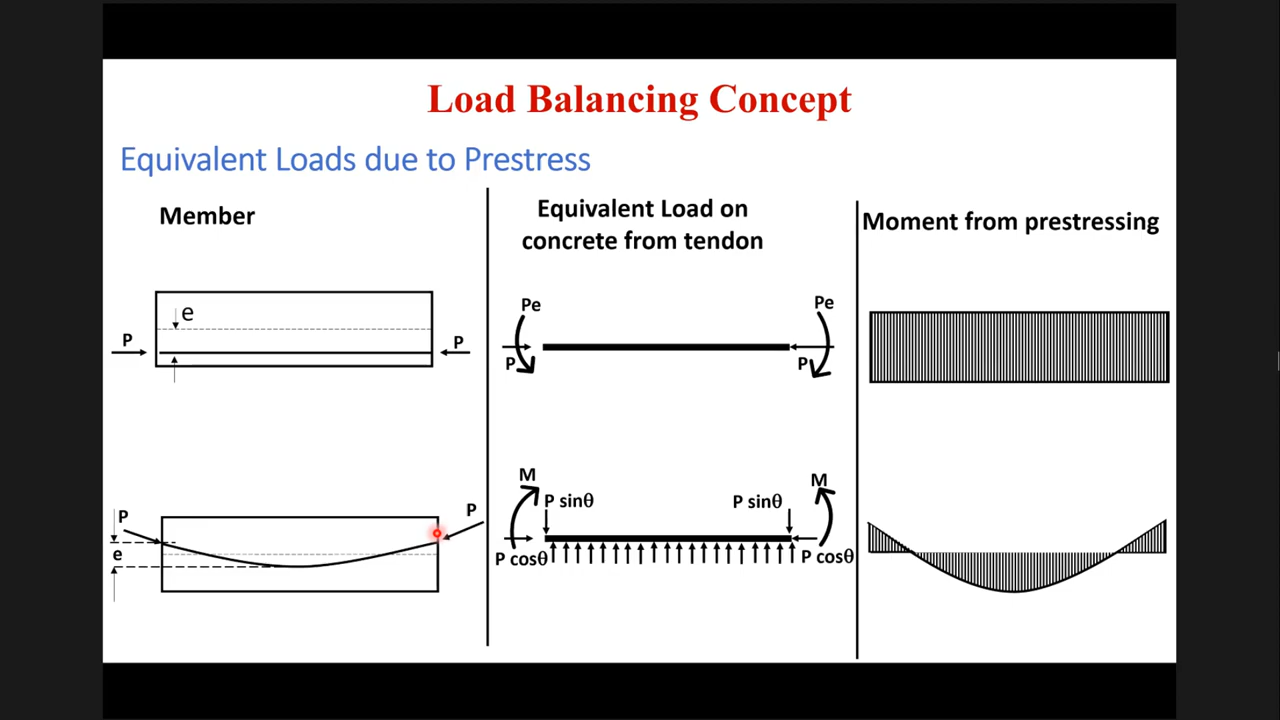 Load Balancing Concept
Equivalent Loads due to Prestress
Member
Equivalent Load on
concrete from tendon
Moment from prestressing
e
P
P
Pe
Pe
P
P
P
P
e
M
M
P sinθ
P sinθ
P cosθ
P cosθ